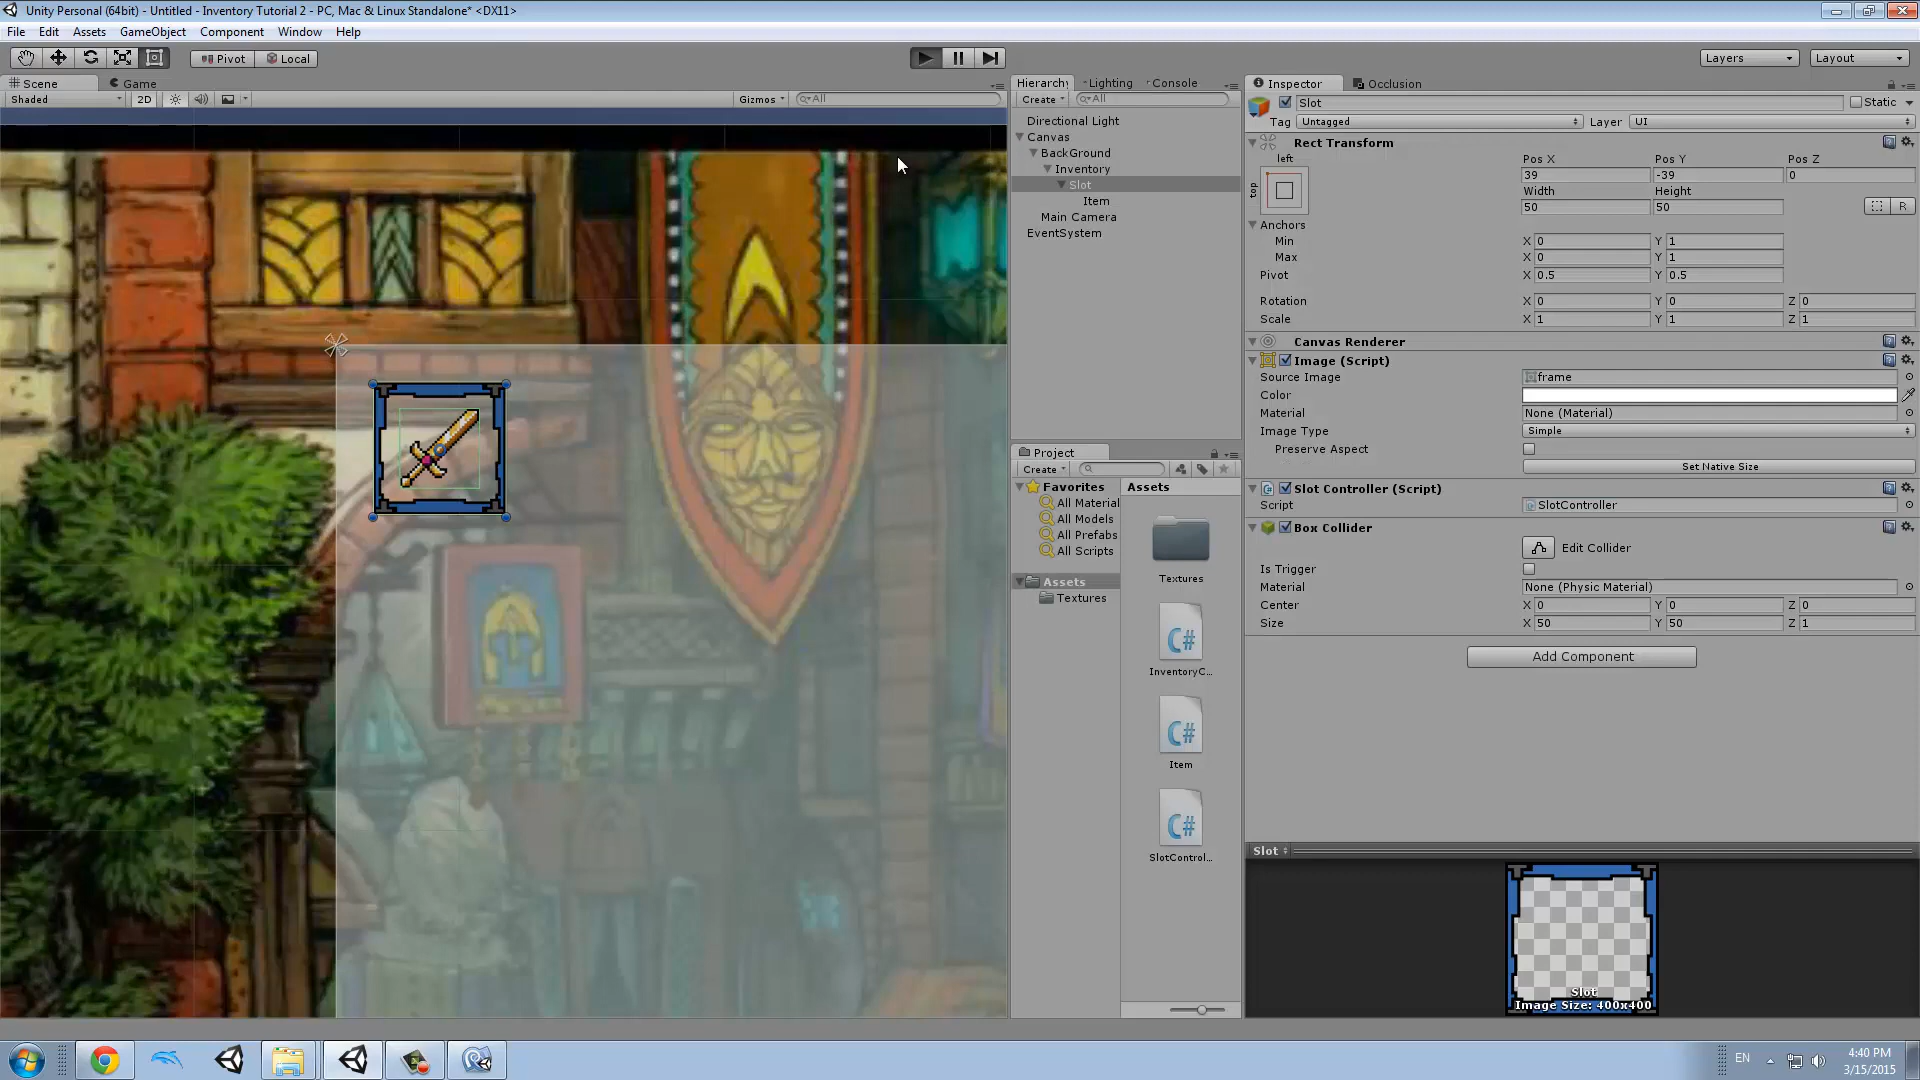 Unity Personal (64bit) - Untitled - Inventory Tutorial 2 - PC, Mac & Linux Standalone* <DX11>
File Edit Assets GameObject Component Window Help
Pivot Local Layers Layout
Scene Game
Shaded 2D Gizmos All
Hierarchy Lighting Console
Create All
Directional Light
Canvas
BackGround
Inventory
Slot
Item
Main Camera
EventSystem
Project
Create
Favorites
All Material
All Models
All Prefabs
All Scripts
Assets
Textures
Assets
Textures
C#
InventoryC...
C#
Item
C#
SlotControl...
Inspector Occlusion
Slot Static
Tag Untagged Layer UI
Rect Transform
left Pos X Pos Y Pos Z
top 39 -39 0
Width Height
50 50 R
Anchors
Min X 0 Y 1
Max X 0 Y 1
Pivot X 0.5 Y 0.5
Rotation X 0 Y 0 Z 0
Scale X 1 Y 1 Z 1
Canvas Renderer
Image (Script)
Source Image frame
Color
Material None (Material)
Image Type Simple
Preserve Aspect
Set Native Size
Slot Controller (Script)
Script SlotController
Box Collider
Edit Collider
Is Trigger
Material None (Physic Material)
Center X 0 Y 0 Z 0
Size X 50 Y 50 Z 1
Add Component
Slot
Slot
Image Size: 400x400
EN 4:40 PM
3/15/2015